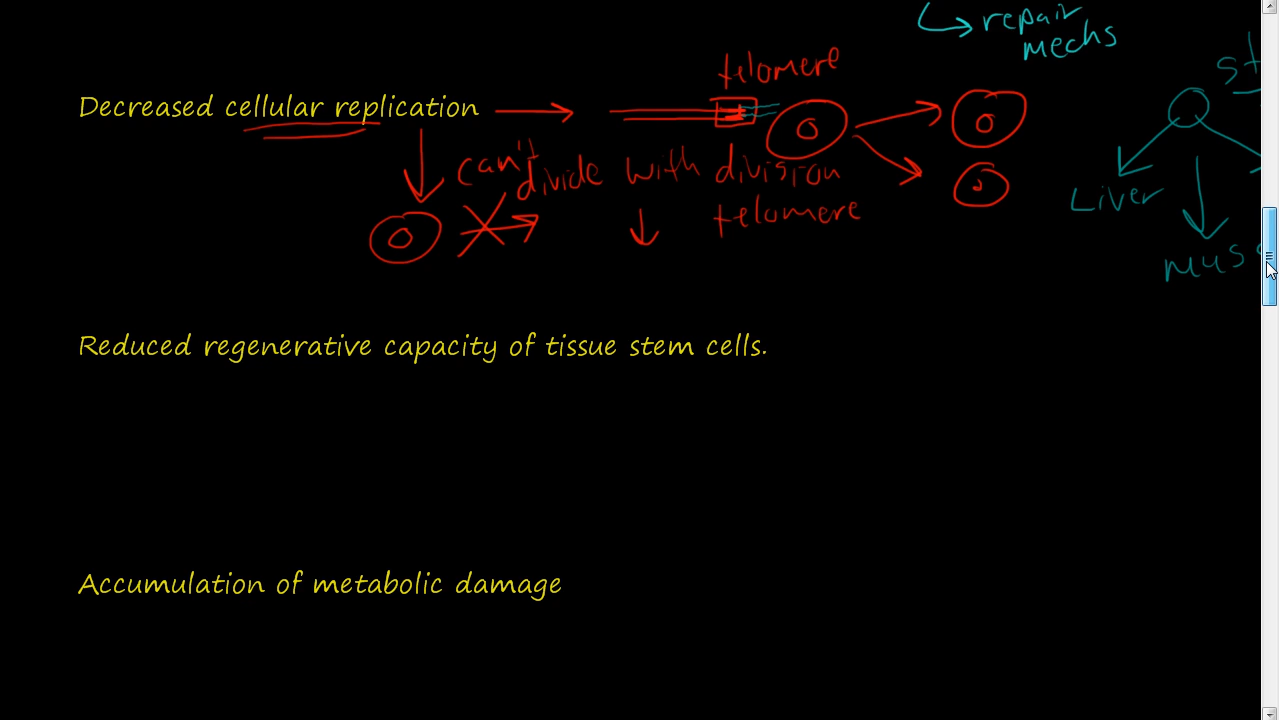 repair
mechs
telomere
Decreased cellular replication
can't
divide with division
telomere
Liver
Reduced regenerative capacity of tissue stem cells.
Accumulation of metabolic damage